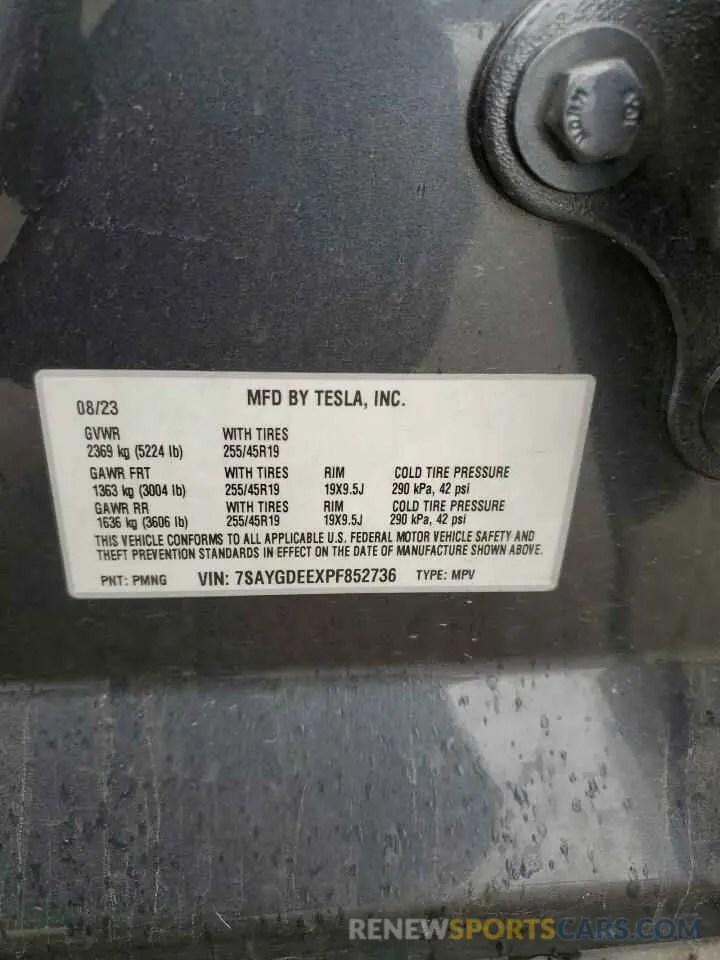 08/23 MFD BY TESLA, INC.
GVWR WITH TIRES
2369 kg (5224 lb) 255/45R19
GAWR FRT WITH TIRES RIM COLD TIRE PRESSURE
1363 kg (3004 lb) 255/45R19 19X9.5J 290 kPa, 42 psi
GAWR RR WITH TIRES RIM COLD TIRE PRESSURE
1636 kg (3606 lb) 255/45R19 19X9.5J 290 kPa, 42 psi
THIS VEHICLE CONFORMS TO ALL APPLICABLE U.S. FEDERAL MOTOR VEHICLE SAFETY AND
THEFT PREVENTION STANDARDS IN EFFECT ON THE DATE OF MANUFACTURE SHOWN ABOVE.
PNT: PMNG VIN: 7SAYGDEEXPF852736 TYPE: MPV
RENEWSPORTSCARS.COM